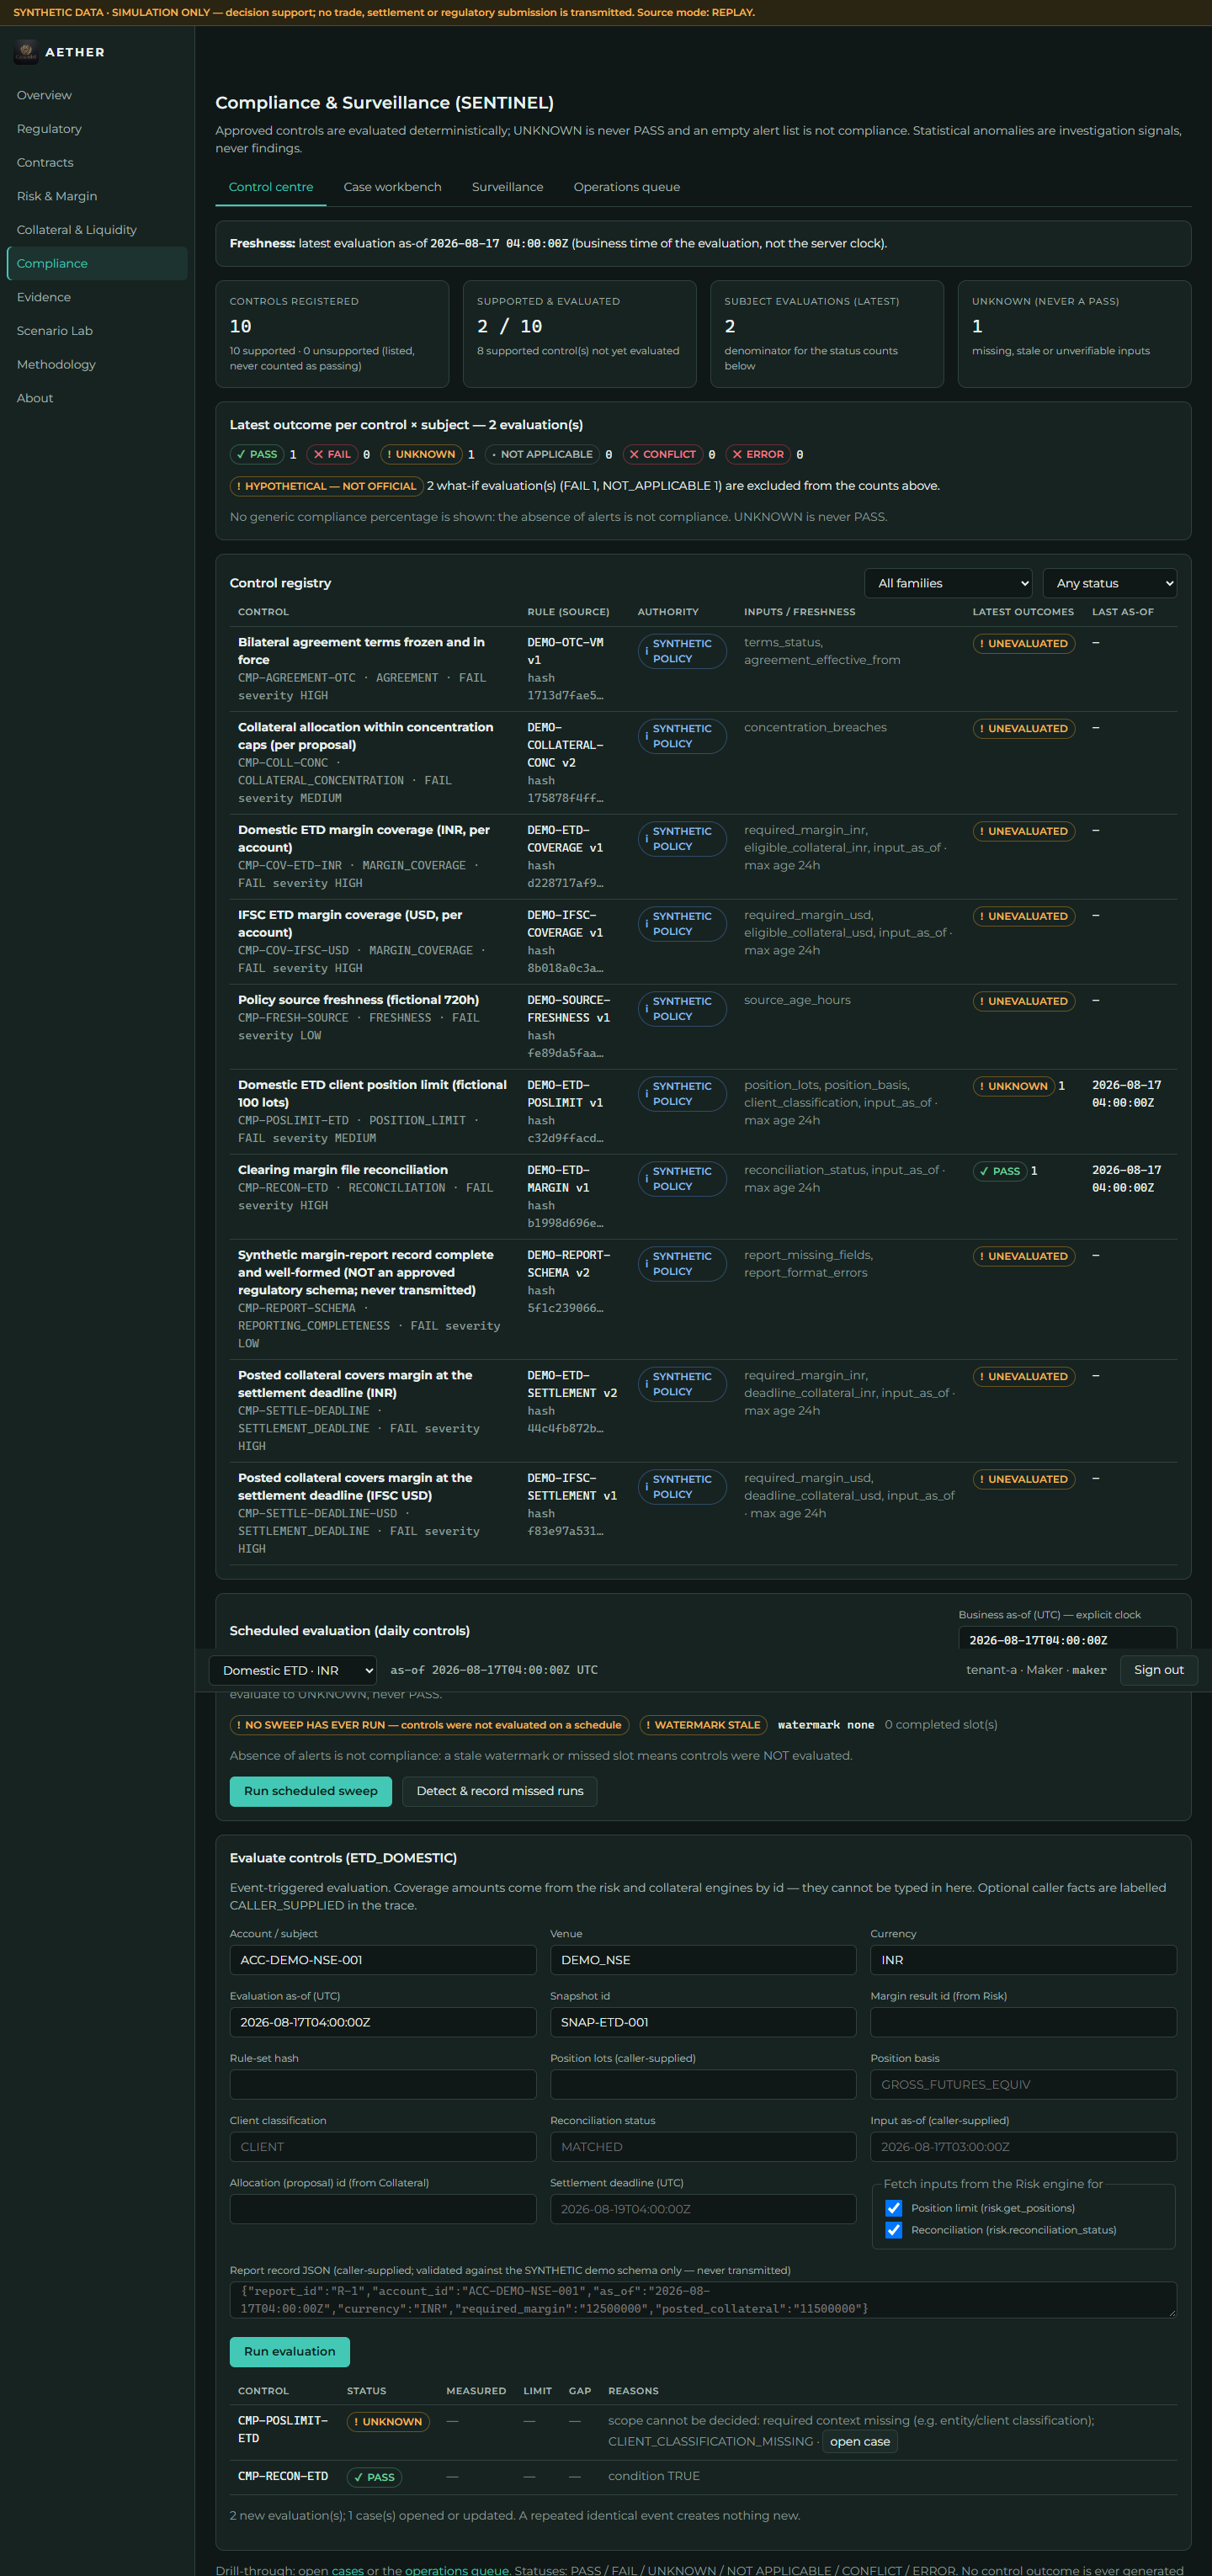 SYNTHETIC DATA · SIMULATION ONLY — decision support; no trade, settlement or regulatory submission is transmitted. Source mode: REPLAY.
AETHER
Overview
Regulatory
Contracts
Risk & Margin
Collateral & Liquidity
Compliance
Evidence
Scenario Lab
Methodology
About
Compliance & Surveillance (SENTINEL)
Approved controls are evaluated deterministically; UNKNOWN is never PASS and an empty alert list is not compliance. Statistical anomalies are investigation signals,
never findings.
Control centre
Case workbench
Surveillance
Operations queue
Freshness: latest evaluation as-of 2026-08-17 04:00:00Z (business time of the evaluation, not the server clock).
CONTROLS REGISTERED
10
10 supported · 0 unsupported (listed,
never counted as passing)
SUPPORTED & EVALUATED
2 / 10
8 supported control(s) not yet evaluated
SUBJECT EVALUATIONS (LATEST)
2
denominator for the status counts
below
UNKNOWN (NEVER A PASS)
1
missing, stale or unverifiable inputs
Latest outcome per control × subject — 2 evaluation(s)
✓ PASS 1 ✕ FAIL 0 ! UNKNOWN 1 · NOT APPLICABLE 0 ✕ CONFLICT 0 ✕ ERROR 0
! HYPOTHETICAL — NOT OFFICIAL 2 what-if evaluation(s) (FAIL 1, NOT_APPLICABLE 1) are excluded from the counts above.
No generic compliance percentage is shown: the absence of alerts is not compliance. UNKNOWN is never PASS.
Control registry
All families
Any status
CONTROL RULE (SOURCE) AUTHORITY INPUTS / FRESHNESS LATEST OUTCOMES LAST AS-OF
Bilateral agreement terms frozen and in
force
CMP-AGREEMENT-OTC · AGREEMENT · FAIL
severity HIGH
DEMO-OTC-VM
v1
hash
1713d7fae5…
i SYNTHETIC
POLICY
terms_status,
agreement_effective_from
! UNEVALUATED
—
Collateral allocation within concentration
caps (per proposal)
CMP-COLL-CONC ·
COLLATERAL_CONCENTRATION · FAIL
severity MEDIUM
DEMO-
COLLATERAL-
CONC v2
hash
175878f4ff…
i SYNTHETIC
POLICY
concentration_breaches
! UNEVALUATED
—
Domestic ETD margin coverage (INR, per
account)
CMP-COV-ETD-INR · MARGIN_COVERAGE ·
FAIL severity HIGH
DEMO-ETD-
COVERAGE v1
hash
d228717af9…
i SYNTHETIC
POLICY
required_margin_inr,
eligible_collateral_inr, input_as_of ·
max age 24h
! UNEVALUATED
—
IFSC ETD margin coverage (USD, per
account)
CMP-COV-IFSC-USD · MARGIN_COVERAGE ·
FAIL severity HIGH
DEMO-IFSC-
COVERAGE v1
hash
8b018a0c3a…
i SYNTHETIC
POLICY
required_margin_usd,
eligible_collateral_usd, input_as_of ·
max age 24h
! UNEVALUATED
—
Policy source freshness (fictional 720h)
CMP-FRESH-SOURCE · FRESHNESS · FAIL
severity LOW
DEMO-SOURCE-
FRESHNESS v1
hash
fe89da5faa…
i SYNTHETIC
POLICY
source_age_hours
! UNEVALUATED
—
Domestic ETD client position limit (fictional
100 lots)
CMP-POSLIMIT-ETD · POSITION_LIMIT ·
FAIL severity MEDIUM
DEMO-ETD-
POSLIMIT v1
hash
c32d9ffacd…
i SYNTHETIC
POLICY
position_lots, position_basis,
client_classification, input_as_of ·
max age 24h
! UNKNOWN 1
2026-08-17
04:00:00Z
Clearing margin file reconciliation
CMP-RECON-ETD · RECONCILIATION · FAIL
severity HIGH
DEMO-ETD-
MARGIN v1
hash
b1998d696e…
i SYNTHETIC
POLICY
reconciliation_status, input_as_of ·
max age 24h
✓ PASS 1
2026-08-17
04:00:00Z
Synthetic margin-report record complete
and well-formed (NOT an approved
regulatory schema; never transmitted)
CMP-REPORT-SCHEMA ·
REPORTING_COMPLETENESS · FAIL severity
LOW
DEMO-REPORT-
SCHEMA v2
hash
5f1c239066…
i SYNTHETIC
POLICY
report_missing_fields,
report_format_errors
! UNEVALUATED
—
Posted collateral covers margin at the
settlement deadline (INR)
CMP-SETTLE-DEADLINE ·
SETTLEMENT_DEADLINE · FAIL severity
HIGH
DEMO-ETD-
SETTLEMENT v2
hash
44c4fb872b…
i SYNTHETIC
POLICY
required_margin_inr,
deadline_collateral_inr, input_as_of ·
max age 24h
! UNEVALUATED
—
Posted collateral covers margin at the
settlement deadline (IFSC USD)
CMP-SETTLE-DEADLINE-USD ·
SETTLEMENT_DEADLINE · FAIL severity
HIGH
DEMO-IFSC-
SETTLEMENT v1
hash
f83e97a531…
i SYNTHETIC
POLICY
required_margin_usd,
deadline_collateral_usd, input_as_of
· max age 24h
! UNEVALUATED
—
Scheduled evaluation (daily controls)
Business as-of (UTC) — explicit clock
2026-08-17T04:00:00Z
Domestic ETD · INR
as-of 2026-08-17T04:00:00Z UTC
tenant-a · Maker · maker
Sign out
evaluate to UNKNOWN, never PASS.
! NO SWEEP HAS EVER RUN — controls were not evaluated on a schedule ! WATERMARK STALE watermark none 0 completed slot(s)
Absence of alerts is not compliance: a stale watermark or missed slot means controls were NOT evaluated.
Run scheduled sweep
Detect & record missed runs
Evaluate controls (ETD_DOMESTIC)
Event-triggered evaluation. Coverage amounts come from the risk and collateral engines by id — they cannot be typed in here. Optional caller facts are labelled
CALLER_SUPPLIED in the trace.
Account / subject
ACC-DEMO-NSE-001
Venue
DEMO_NSE
Currency
INR
Evaluation as-of (UTC)
2026-08-17T04:00:00Z
Snapshot id
SNAP-ETD-001
Margin result id (from Risk)
Rule-set hash
Position lots (caller-supplied)
Position basis
GROSS_FUTURES_EQUIV
Client classification
CLIENT
Reconciliation status
MATCHED
Input as-of (caller-supplied)
2026-08-17T03:00:00Z
Allocation (proposal) id (from Collateral)
Settlement deadline (UTC)
2026-08-19T04:00:00Z
Fetch inputs from the Risk engine for
Position limit (risk.get_positions)
Reconciliation (risk.reconciliation_status)
Report record JSON (caller-supplied; validated against the SYNTHETIC demo schema only — never transmitted)
{"report_id":"R-1","account_id":"ACC-DEMO-NSE-001","as_of":"2026-08-
17T04:00:00Z","currency":"INR","required_margin":"12500000","posted_collateral":"11500000"}
Run evaluation
CONTROL STATUS MEASURED LIMIT GAP REASONS
CMP-POSLIMIT-
ETD
! UNKNOWN
— — —
scope cannot be decided: required context missing (e.g. entity/client classification);
CLIENT_CLASSIFICATION_MISSING · open case
CMP-RECON-ETD ✓ PASS — — — condition TRUE
2 new evaluation(s); 1 case(s) opened or updated. A repeated identical event creates nothing new.
Drill-through: open cases or the operations queue. Statuses: PASS / FAIL / UNKNOWN / NOT APPLICABLE / CONFLICT / ERROR. No control outcome is ever generated